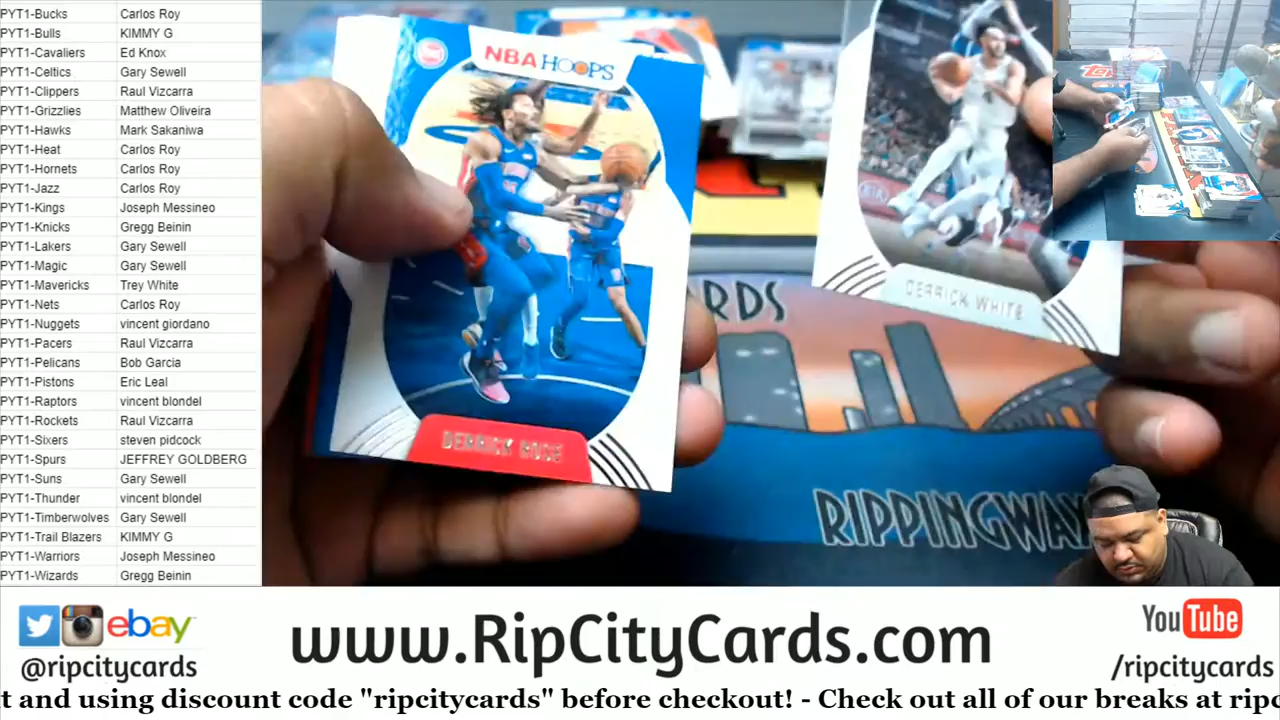 PYT1-Bucks Carlos Roy
PYT1-Bulls KIMMY G
PYT1-Cavaliers Ed Knox
PYT1-Celtics Gary Sewell
PYT1-Clippers Raul Vizcarra
PYT1-Grizzlies Matthew Oliveira
PYT1-Hawks Mark Sakaniwa
PYT1-Heat Carlos Roy
PYT1-Hornets Carlos Roy
PYT1-Jazz Carlos Roy
PYT1-Kings Joseph Messineo
PYT1-Knicks Gregg Beinin
PYT1-Lakers Gary Sewell
PYT1-Magic Gary Sewell
PYT1-Mavericks Trey White
PYT1-Nets Carlos Roy
PYT1-Nuggets vincent giordano
PYT1-Pacers Raul Vizcarra
PYT1-Pelicans Bob Garcia
PYT1-Pistons Eric Leal
PYT1-Raptors vincent blondel
PYT1-Rockets Raul Vizcarra
PYT1-Sixers steven pidcock
PYT1-Spurs JEFFREY GOLDBERG
PYT1-Suns Gary Sewell
PYT1-Thunder vincent blondel
PYT1-Timberwolves Gary Sewell
PYT1-Trail Blazers KIMMY G
PYT1-Warriors Joseph Messineo
PYT1-Wizards Gregg Beinin
NBA HOOPS
DERRICK ROSE
DERRICK WHITE
RDS
RIPPINGWAX
ebay
@ripcitycards
www.RipCityCards.com
You Tube
/ripcitycards
t and using discount code "ripcitycards" before checkout! - Check out all of our breaks at ripc